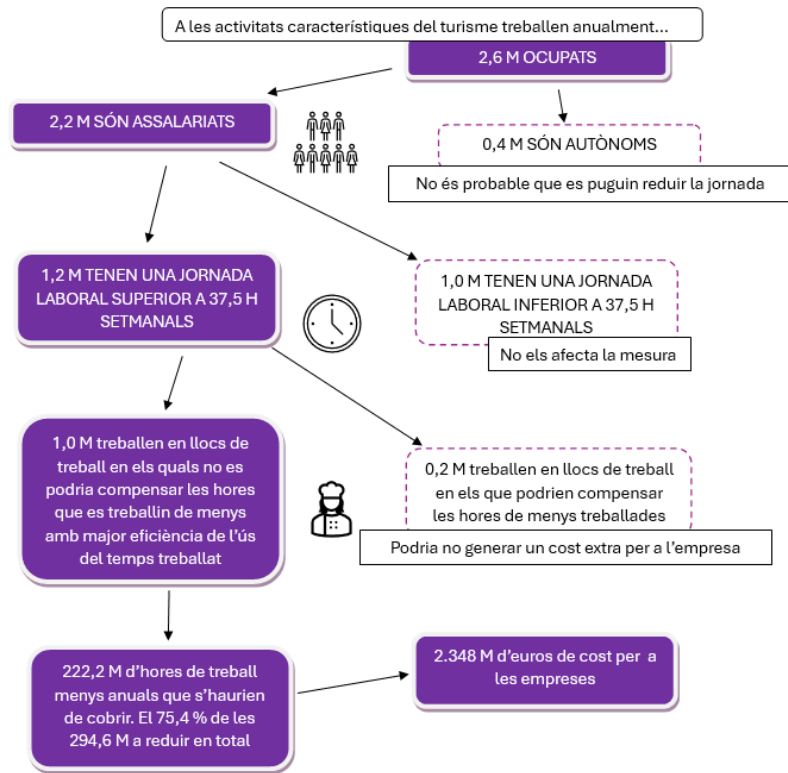 A les activitats característiques del turisme treballen anualment...
2,6 M OCUPATS
2,2 M SÓN ASSALARIATS
0,4 M SÓN AUTÒNOMS
No és probable que es puguin reduir la jornada
1,2 M TENEN UNA JORNADA
LABORAL SUPERIOR A 37,5 H
SETMANALS
1,0 M TENEN UNA JORNADA
LABORAL INFERIOR A 37,5 H
SETMANALS
No els afecta la mesura
1,0 M treballen en llocs de
treball en els quals no es
podria compensar les hores
que es treballin de menys
amb major eficiència de l'ús
del temps treballat
0,2 M treballen en llocs de treball
en els que podrien compensar
les hores de menys treballades
Podria no generar un cost extra per a l'empresa
222,2 M d'hores de treball
menys anuals que s'haurien
de cobrir. El 75,4 % de les
294,6 M a reduir en total
2.348 M d'euros de cost per a
les empreses